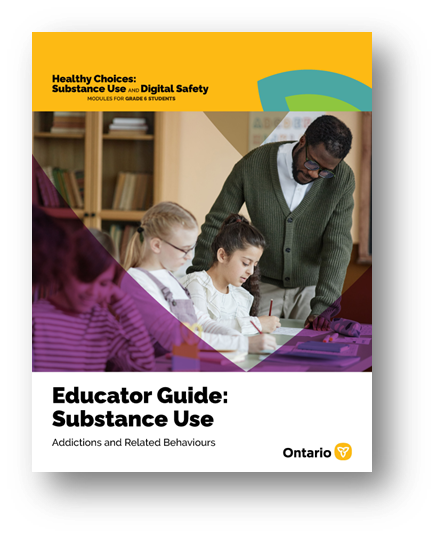 Healthy Choices:
Substance Use AND Digital Safety
MODULES FOR GRADE 6 STUDENTS
Educator Guide:
Substance Use
Addictions and Related Behaviours
Ontario